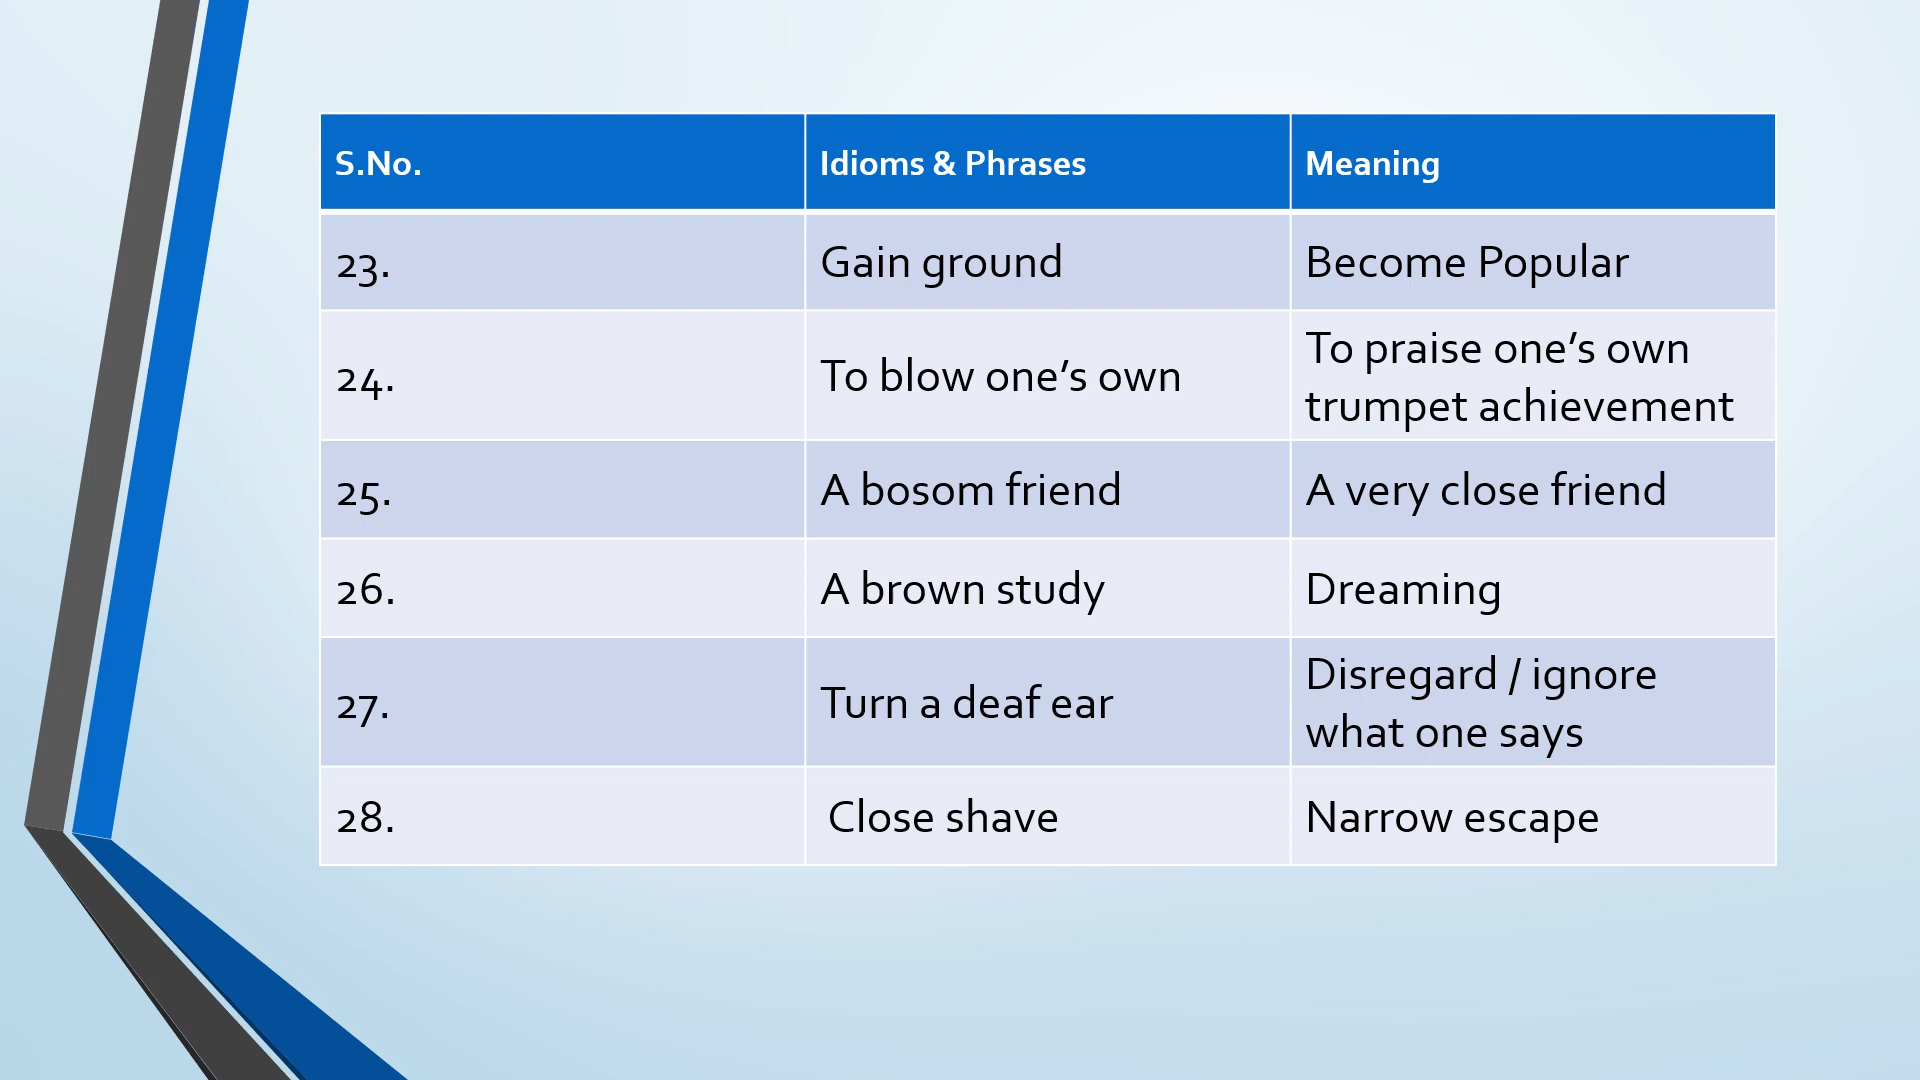 S.No. Idioms & Phrases Meaning
23. Gain ground Become Popular
24. To blow one’s own To praise one’s own
trumpet achievement
25. A bosom friend A very close friend
26. A brown study Dreaming
27. Turn a deaf ear Disregard / ignore
what one says
28. Close shave Narrow escape